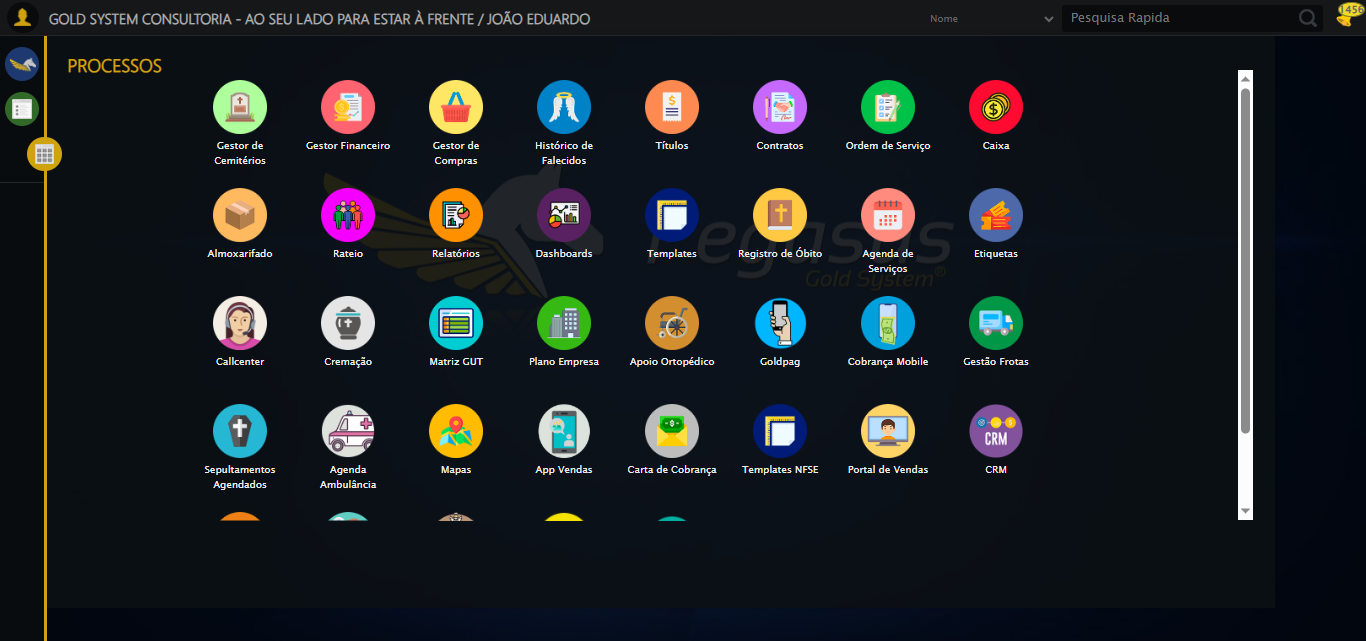 GOLD SYSTEM CONSULTORIA - AO SEU LADO PARA ESTAR À FRENTE / JOÃO EDUARDO
Nome
Pesquisa Rapida
1456
PROCESSOS
Gestor de
Cemitérios
Gestor Financeiro
Gestor de
Compras
Histórico de
Falecidos
Títulos
Contratos
Ordem de Serviço
Caixa
Almoxarifado
Rateio
Relatórios
Dashboards
Templates
Registro de Óbito
Agenda de
Serviços
Etiquetas
Pegasus
Gold System®
Callcenter
Cremação
Matriz GUT
Plano Empresa
Apoio Ortopédico
Goldpag
Cobrança Mobile
Gestão Frotas
Sepultamentos
Agendados
Agenda
Ambulância
Mapas
App Vendas
Carta de Cobrança
Templates NFSE
Portal de Vendas
CRM
CRM